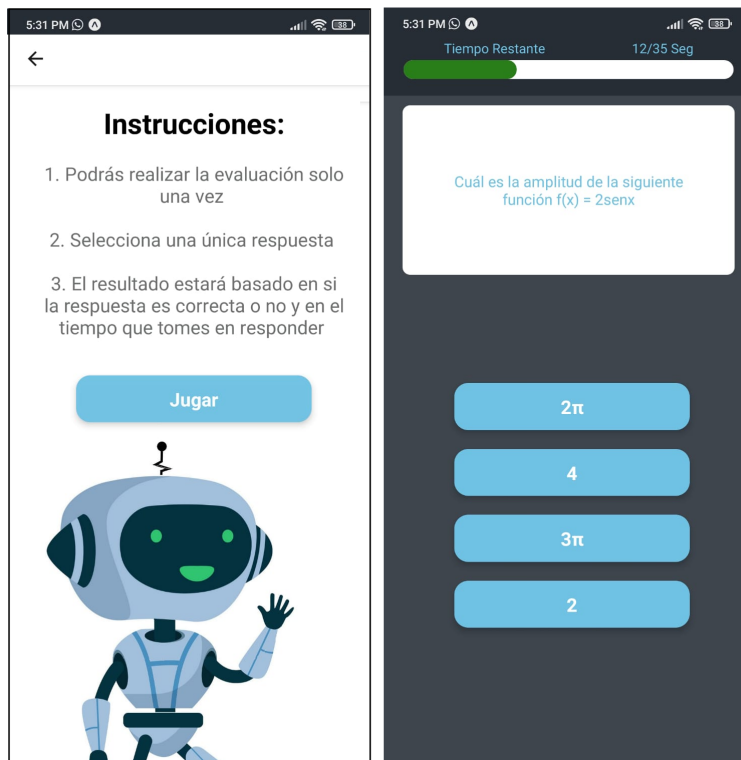 5:31 PM
38
Instrucciones:
1. Podrás realizar la evaluación solo
una vez
2. Selecciona una única respuesta
3. El resultado estará basado en si
la respuesta es correcta o no y en el
tiempo que tomes en responder
Jugar
5:31 PM
38
Tiempo Restante
12/35 Seg
Cuál es la amplitud de la siguiente
función f(x) = 2senx
2π
4
3π
2